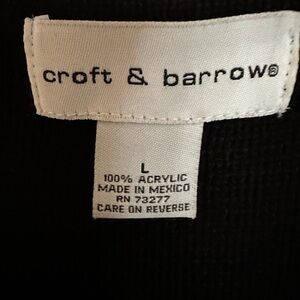 croft & barrow®
L
100% ACRYLIC
MADE IN MEXICO
RN 73277
CARE ON REVERSE